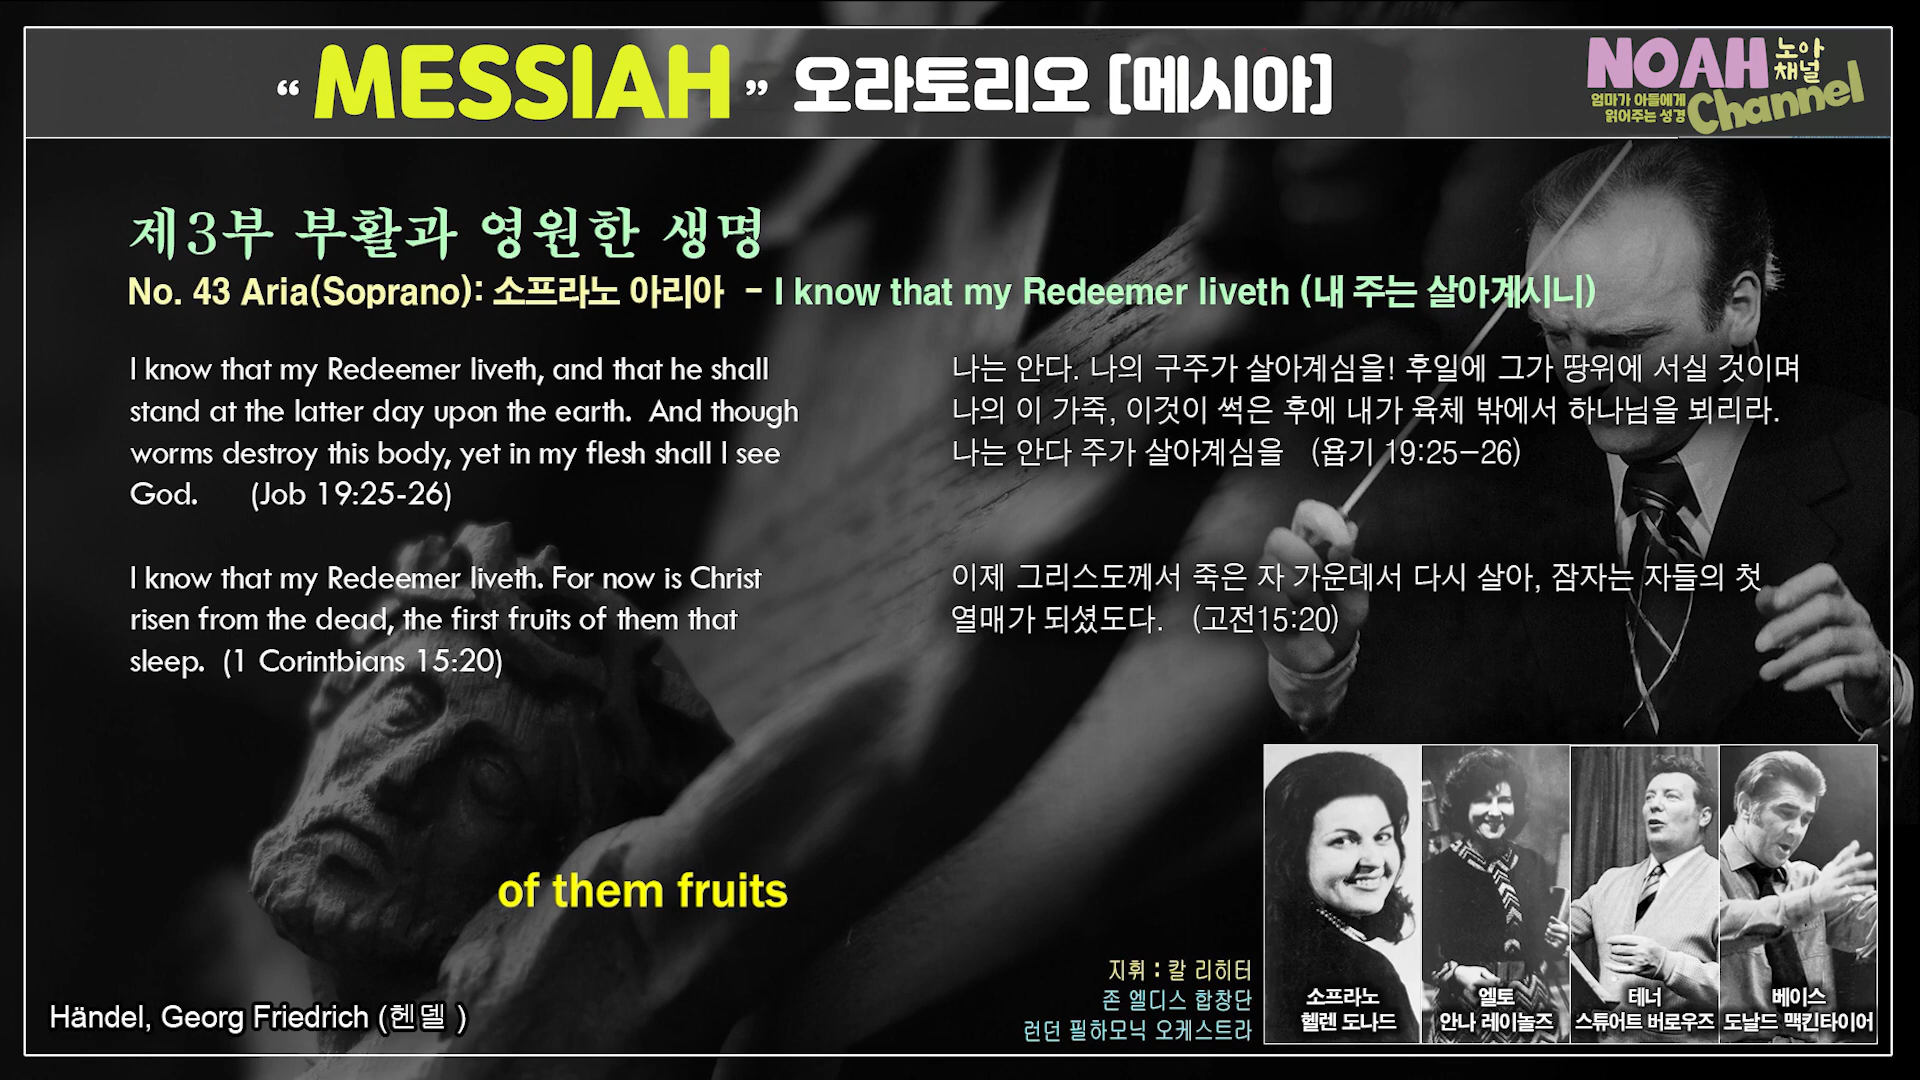 “ MESSIAH ” 오라토리오 [메시아]
NOAH 노아
채널
엄마가 아들에게
읽어주는 성경
Channel
제3부 부활과 영원한 생명
No. 43 Aria(Soprano): 소프라노 아리아 - I know that my Redeemer liveth (내 주는 살아계시니)
I know that my Redeemer liveth, and that he shall
stand at the latter day upon the earth. And though
worms destroy this body, yet in my flesh shall I see
God. (Job 19:25-26)
나는 안다. 나의 구주가 살아계심을! 후일에 그가 땅위에 서실 것이며
나의 이 가죽, 이것이 썩은 후에 내가 육체 밖에서 하나님을 뵈리라.
나는 안다 주가 살아계심을 (욥기 19:25-26)
I know that my Redeemer liveth. For now is Christ
risen from the dead, the first fruits of them that
sleep. (1 Corintbians 15:20)
이제 그리스도께서 죽은 자 가운데서 다시 살아, 잠자는 자들의 첫
열매가 되셨도다. (고전15:20)
of them fruits
지휘 : 칼 리히터
존 엘디스 합창단
런던 필하모닉 오케스트라
소프라노
헬렌 도나드
엘토
안나 레이놀즈
테너
스튜어트 버로우즈
베이스
도날드 맥킨타이어
Händel, Georg Friedrich (헨델 )